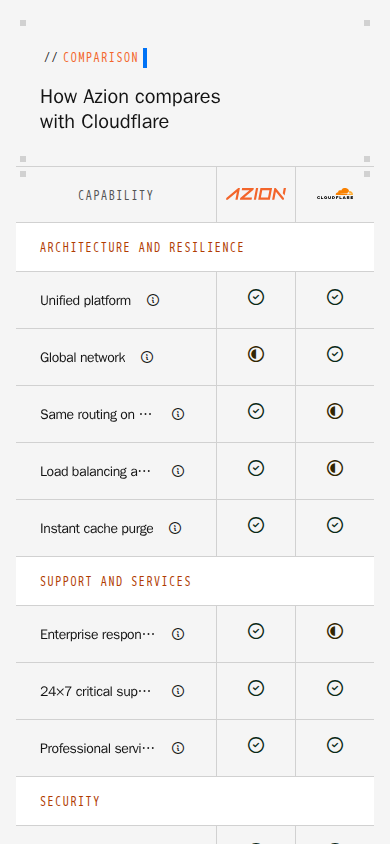 // COMPARISON
How Azion compares
with Cloudflare
CAPABILITY AZION CLOUDFLARE
ARCHITECTURE AND RESILIENCE
Unified platform
Global network
Same routing on ···
Load balancing a···
Instant cache purge
SUPPORT AND SERVICES
Enterprise respon···
24×7 critical sup···
Professional servi···
SECURITY